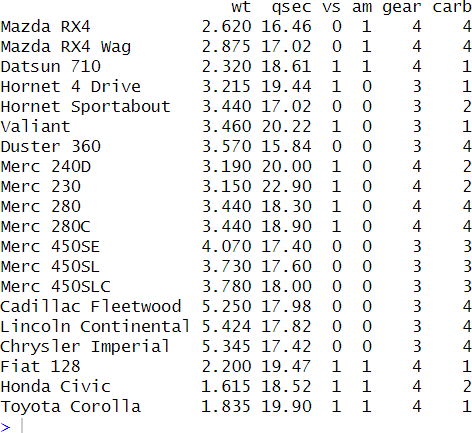 wt  qsec vs am gear carb
Mazda RX4           2.620 16.46  0  1    4    4
Mazda RX4 Wag       2.875 17.02  0  1    4    4
Datsun 710          2.320 18.61  1  1    4    1
Hornet 4 Drive      3.215 19.44  1  0    3    1
Hornet Sportabout   3.440 17.02  0  0    3    2
Valiant             3.460 20.22  1  0    3    1
Duster 360          3.570 15.84  0  0    3    4
Merc 240D           3.190 20.00  1  0    4    2
Merc 230            3.150 22.90  1  0    4    2
Merc 280            3.440 18.30  1  0    4    4
Merc 280C           3.440 18.90  1  0    4    4
Merc 450SE          4.070 17.40  0  0    3    3
Merc 450SL          3.730 17.60  0  0    3    3
Merc 450SLC         3.780 18.00  0  0    3    3
Cadillac Fleetwood  5.250 17.98  0  0    3    4
Lincoln Continental 5.424 17.82  0  0    3    4
Chrysler Imperial   5.345 17.42  0  0    3    4
Fiat 128            2.200 19.47  1  1    4    1
Honda Civic         1.615 18.52  1  1    4    2
Toyota Corolla      1.835 19.90  1  1    4    1
>